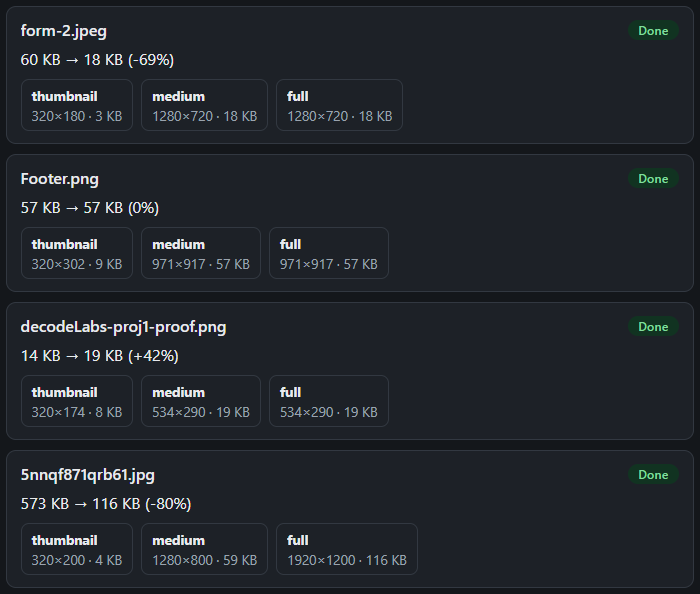 form-2.jpeg Done
60 KB → 18 KB (-69%)
thumbnail medium full
320×180 · 3 KB 1280×720 · 18 KB 1280×720 · 18 KB
Footer.png Done
57 KB → 57 KB (0%)
thumbnail medium full
320×302 · 9 KB 971×917 · 57 KB 971×917 · 57 KB
decodeLabs-proj1-proof.png Done
14 KB → 19 KB (+42%)
thumbnail medium full
320×174 · 8 KB 534×290 · 19 KB 534×290 · 19 KB
5nnqf871qrb61.jpg Done
573 KB → 116 KB (-80%)
thumbnail medium full
320×200 · 4 KB 1280×800 · 59 KB 1920×1200 · 116 KB